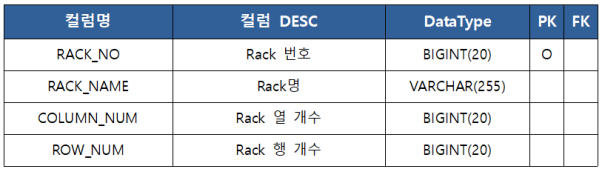 컬럼명 컬럼 DESC DataType PK FK
RACK_NO Rack 번호 BIGINT(20) O
RACK_NAME Rack명 VARCHAR(255)
COLUMN_NUM Rack 열 개수 BIGINT(20)
ROW_NUM Rack 행 개수 BIGINT(20)